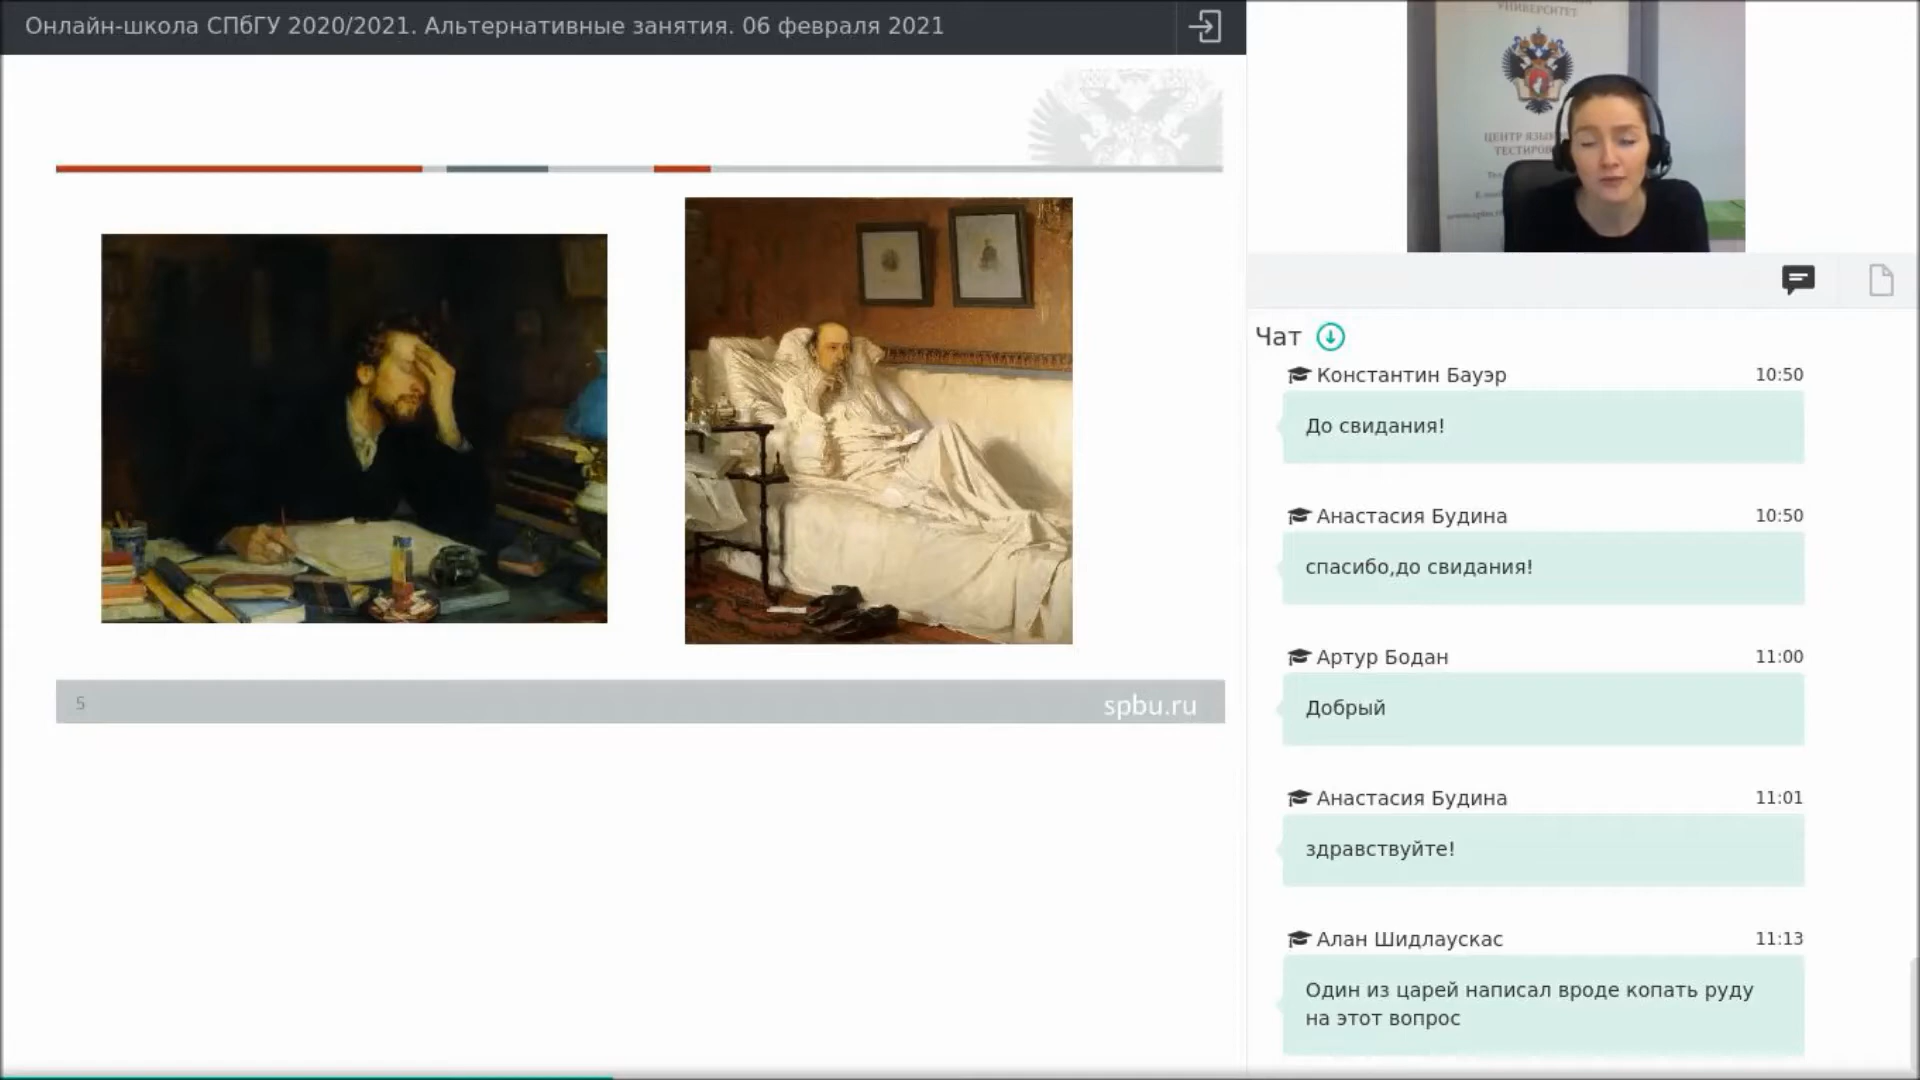 Онлайн-школа СПбГУ 2020/2021. Альтернативные занятия. 06 февраля 2021
УНИВЕРСИТЕТ
ЦЕНТР
5
spbu.ru
Чат
Константин Бауэр 10:50
До свидания!
Анастасия Будина 10:50
спасибо,до свидания!
Артур Бодан 11:00
Добрый
Анастасия Будина 11:01
здравствуйте!
Алан Шидлаускас 11:13
Один из царей написал вроде копать руду
на этот вопрос